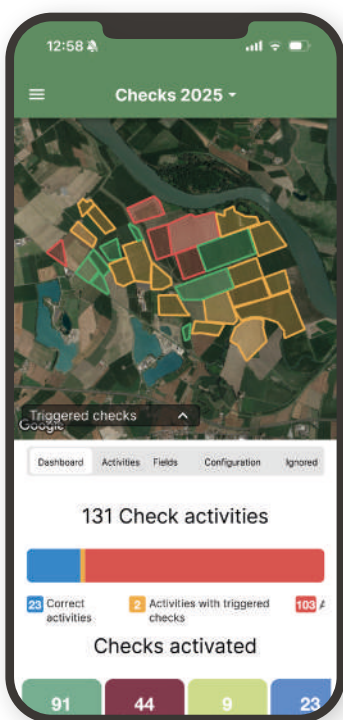 12:58
Checks 2025
Triggered checks
Google
Dashboard Activities Fields Configuration Ignored
131 Check activities
23 Correct activities
2 Activities with triggered checks
103
Checks activated
91 44 9 23